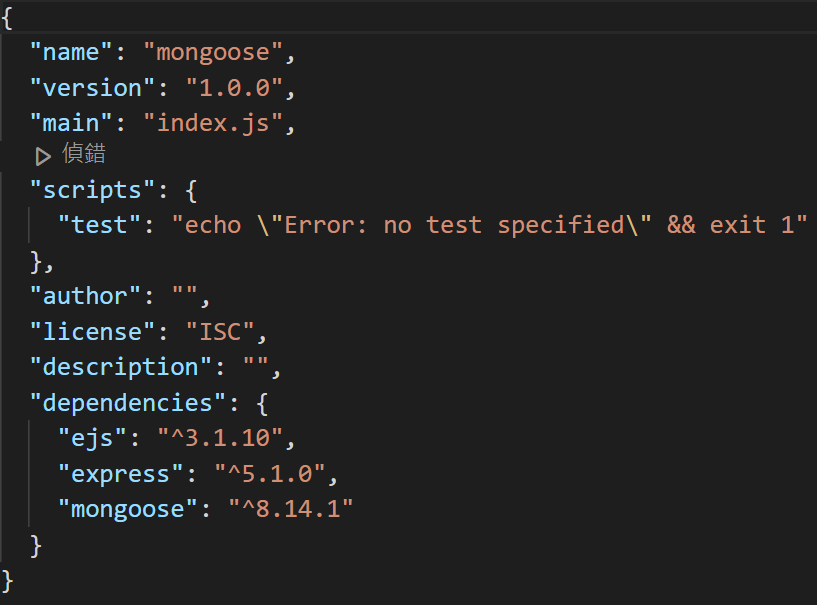 {
  "name": "mongoose",
  "version": "1.0.0",
  "main": "index.js",
  偵錯
  "scripts": {
    "test": "echo \"Error: no test specified\" && exit 1"
  },
  "author": "",
  "license": "ISC",
  "description": "",
  "dependencies": {
    "ejs": "^3.1.10",
    "express": "^5.1.0",
    "mongoose": "^8.14.1"
  }
}